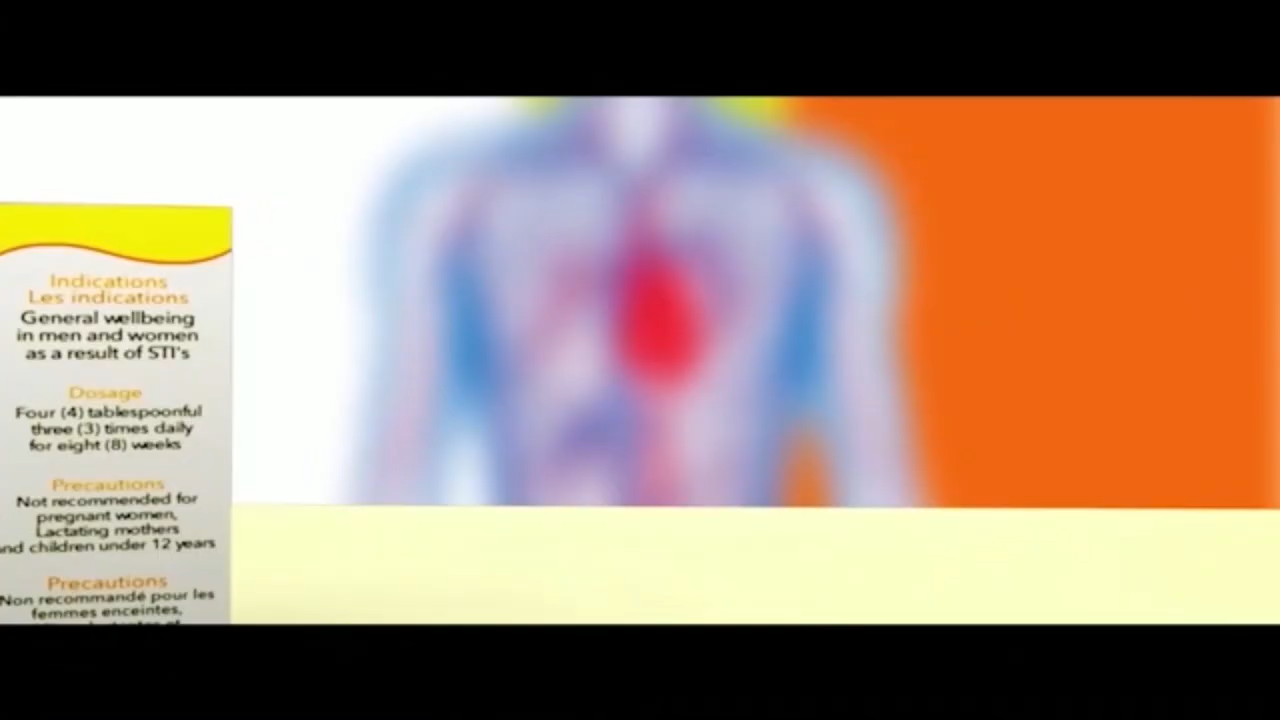 Indications
Les indications
General wellbeing
in men and women
as a result of STI's
Dosage
Four (4) tablespoonful
three (3) times daily
for eight (8) weeks
Precautions
Not recommended for
pregnant women,
Lactating mothers
nd children under 12 years
Precautions
Non recommandé pour les
femmes enceintes,